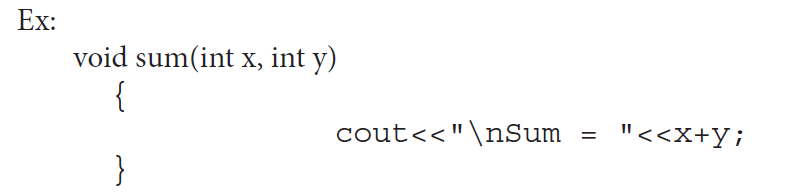 Ex:
void sum(int x, int y)
{
cout<<"\nSum = "<<x+y;
}